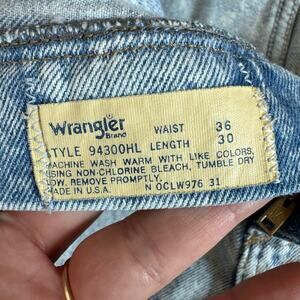 Wrangler
Brand
WAIST 36
STYLE 94300HL LENGTH 30
MACHINE WASH WARM WITH LIKE COLORS,
USING NON-CHLORINE BLEACH, TUMBLE DRY
LOW, REMOVE PROMPTLY.
MADE IN U.S.A. N OCLW976 31